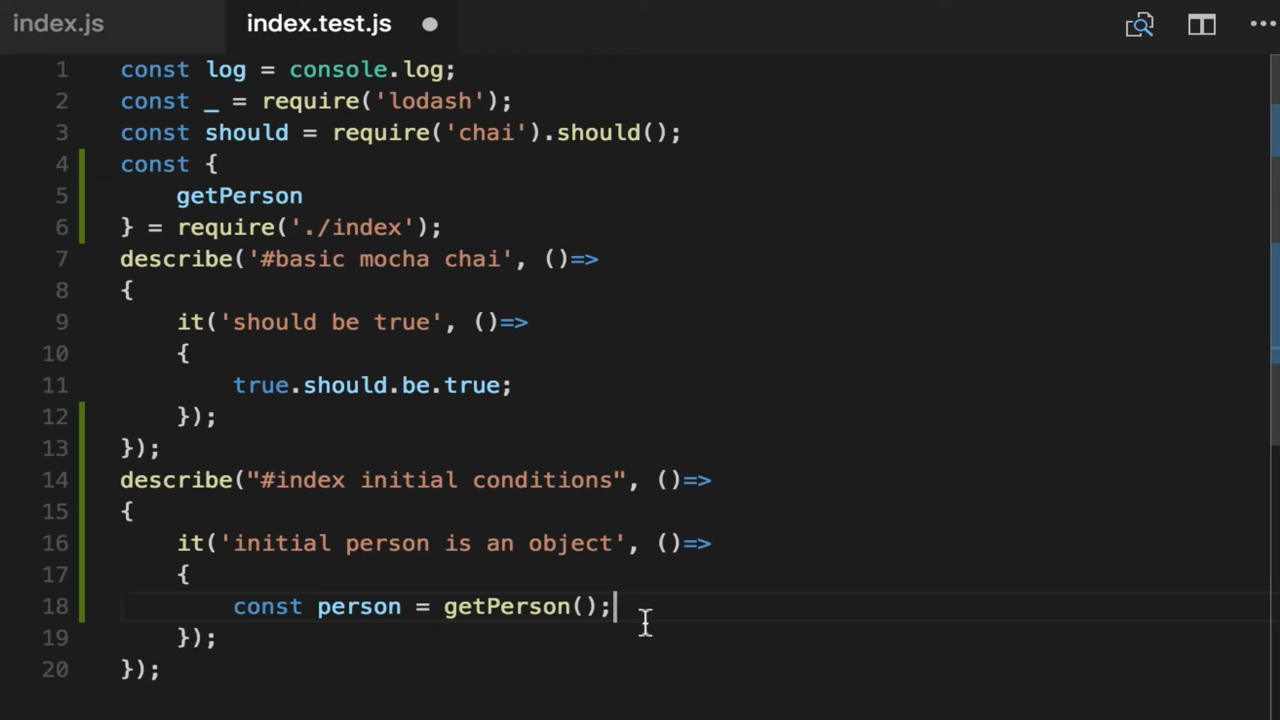 index.js
index.test.js
1 const log = console.log;
2 const _ = require('lodash');
3 const should = require('chai').should();
4 const {
5     getPerson
6 } = require('./index');
7 describe('#basic mocha chai', ()=>
8 {
9     it('should be true', ()=>
10     {
11         true.should.be.true;
12     });
13 });
14 describe("#index initial conditions", ()=>
15 {
16     it('initial person is an object', ()=>
17     {
18         const person = getPerson();
19     });
20 });